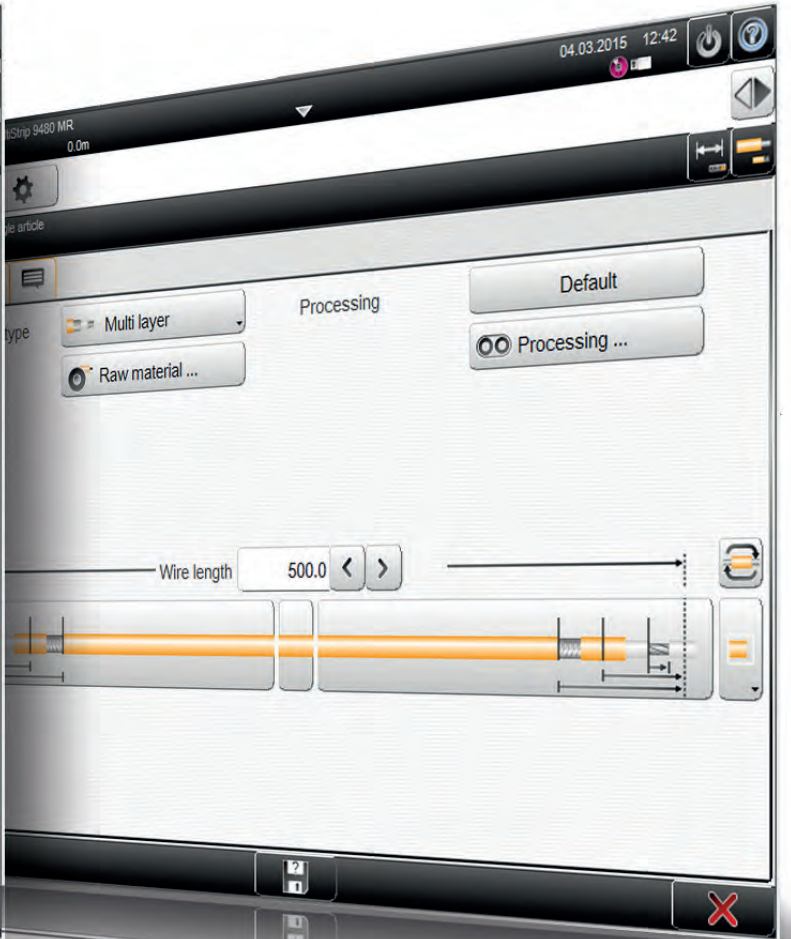 04.03.2015 12:42
tiStrip 9480 MR
0.0m
gle article
type
Multi layer
Processing
Default
Raw material ...
Processing ...
Wire length
500.0